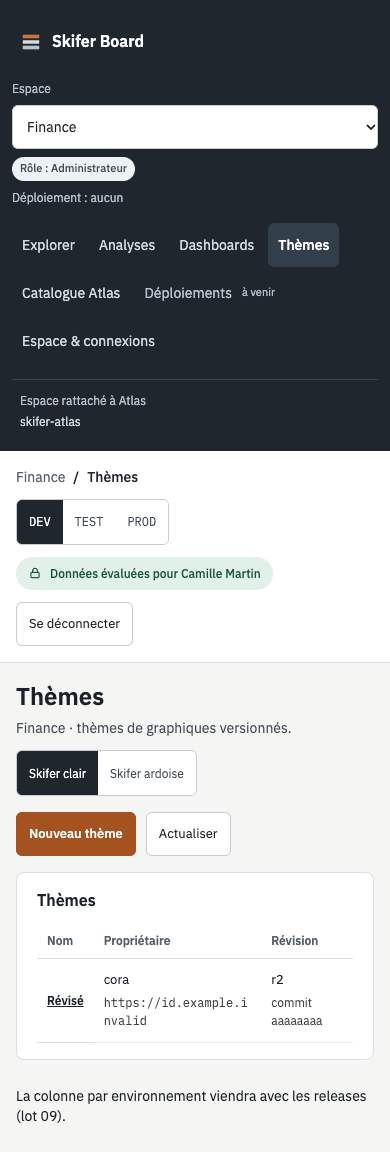 Skifer Board
Espace
Finance
Rôle : Administrateur
Déploiement : aucun
Explorer Analyses Dashboards Thèmes
Catalogue Atlas Déploiements à venir
Espace & connexions
Espace rattaché à Atlas
skifer-atlas
Finance / Thèmes
DEV TEST PROD
Données évaluées pour Camille Martin
Se déconnecter
Thèmes
Finance · thèmes de graphiques versionnés.
Skifer clair Skifer ardoise
Nouveau thème Actualiser
Thèmes
Nom Propriétaire Révision
cora r2
Révisé https://id.example.i commit
nvalid aaaaaaaa
La colonne par environnement viendra avec les releases
(lot 09).